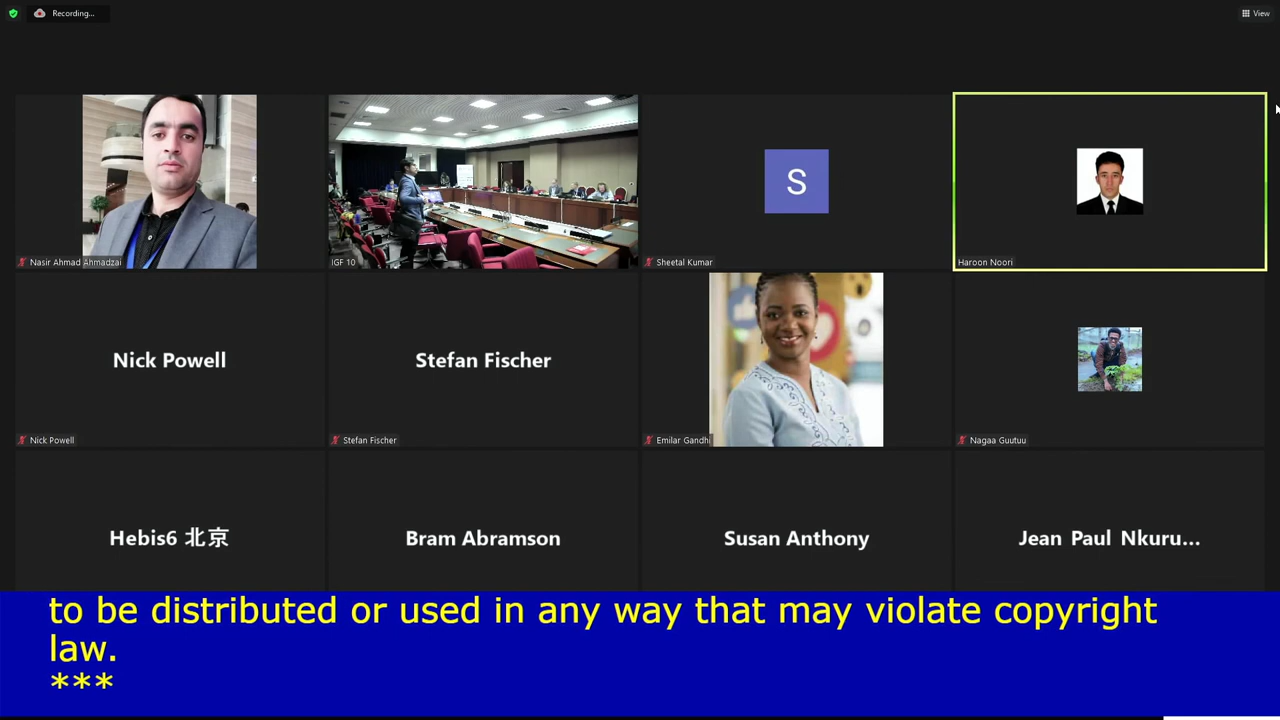 Recording...
View
S
Nasir Ahmad Ahmadzai
IGF 10
Sheetal Kumar
Haroon Noori
Nick Powell
Stefan Fischer
Nick Powell
Stefan Fischer
Emilar Gandhi
Nagaa Guutuu
Hebis6 北京
Bram Abramson
Susan Anthony
Jean Paul Nkuru...
to be distributed or used in any way that may violate copyright
law.
***